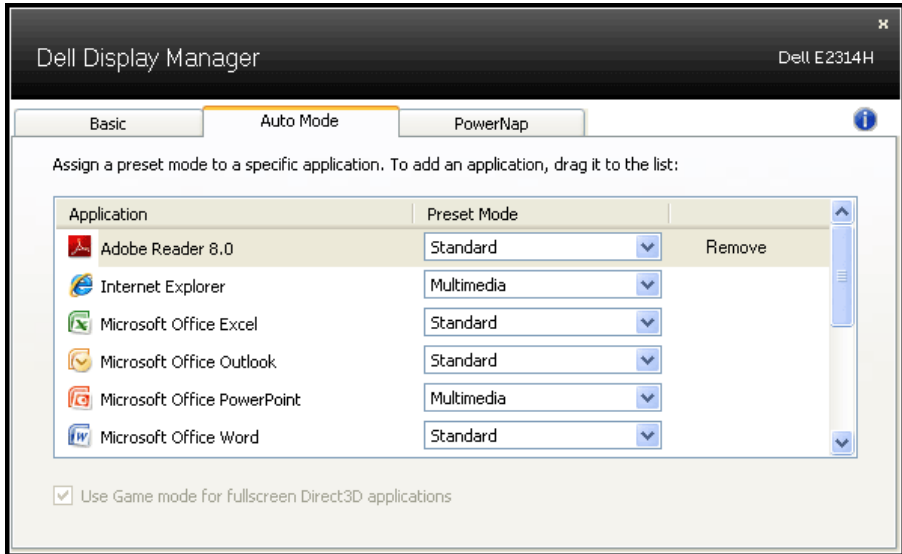 x
Dell Display Manager
Dell E2314H
Basic
Auto Mode
PowerNap
i
Assign a preset mode to a specific application. To add an application, drag it to the list:
Application Preset Mode
Adobe Reader 8.0 Standard Remove
Internet Explorer Multimedia
Microsoft Office Excel Standard
Microsoft Office Outlook Standard
Microsoft Office PowerPoint Multimedia
Microsoft Office Word Standard
Use Game mode for fullscreen Direct3D applications